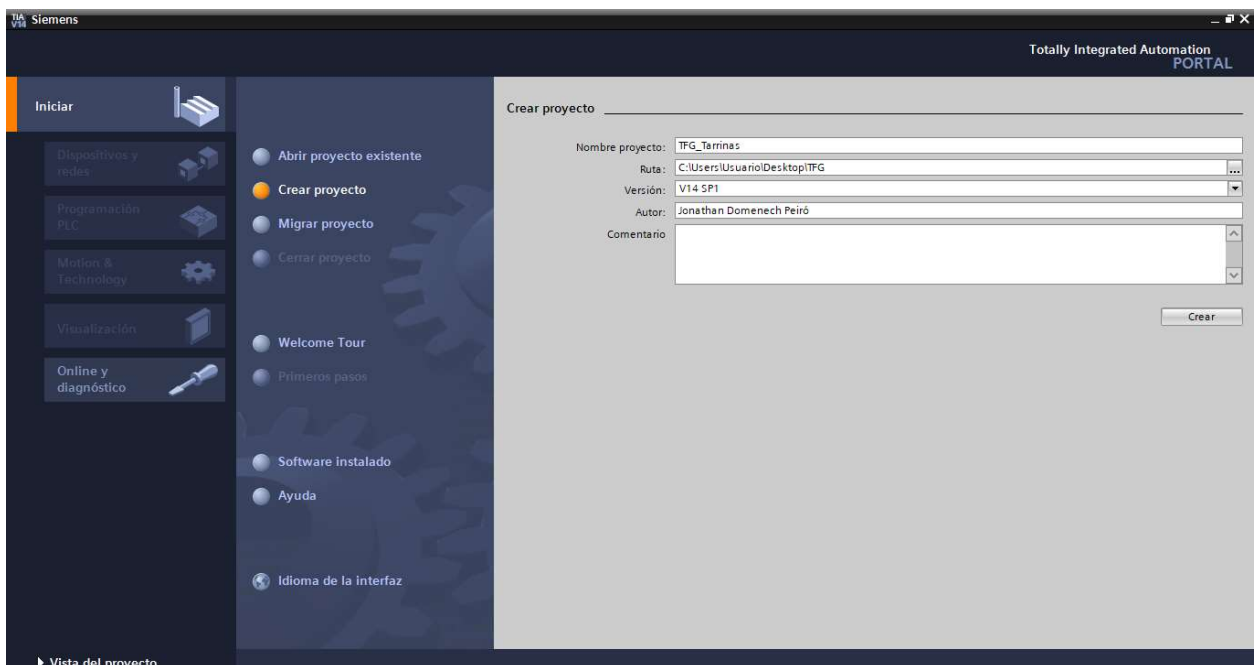 TIA V14 Siemens
Totally Integrated Automation
PORTAL
Iniciar
Dispositivos y
redes
Programación
PLC
Motion &
Technology
Visualización
Online y
diagnóstico
Abrir proyecto existente
Crear proyecto
Migrar proyecto
Cerrar proyecto
Welcome Tour
Primeros pasos
Software instalado
Ayuda
Idioma de la interfaz
Crear proyecto
Nombre proyecto: TFG_Tarrinas
Ruta: C:\Users\Usuario\Desktop\TFG
...
Versión: V14 SP1
Autor: Jonathan Domenech Peiró
Comentario
Crear
Vista del proyecto